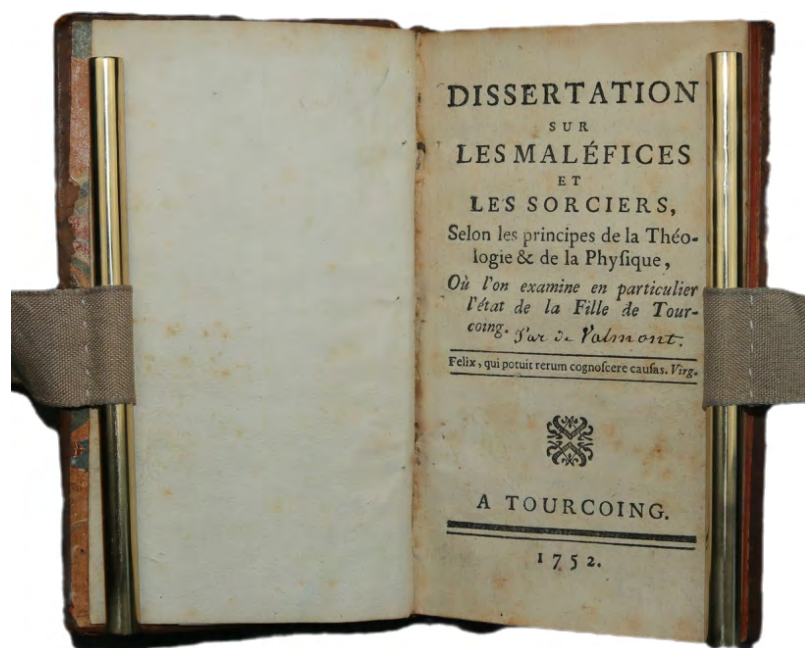 DISSERTATION
SUR
LES MALÉFICES
ET
LES SORCIERS,
Selon les principes de la Théo-
logie & de la Phyſique,
Où l'on examine en particulier
l'état de la Fille de Tour-
coing. Par de Valmont.
Felix, qui potuit rerum cognoſcere cauſas. Virg.
A TOURCOING.
1752.